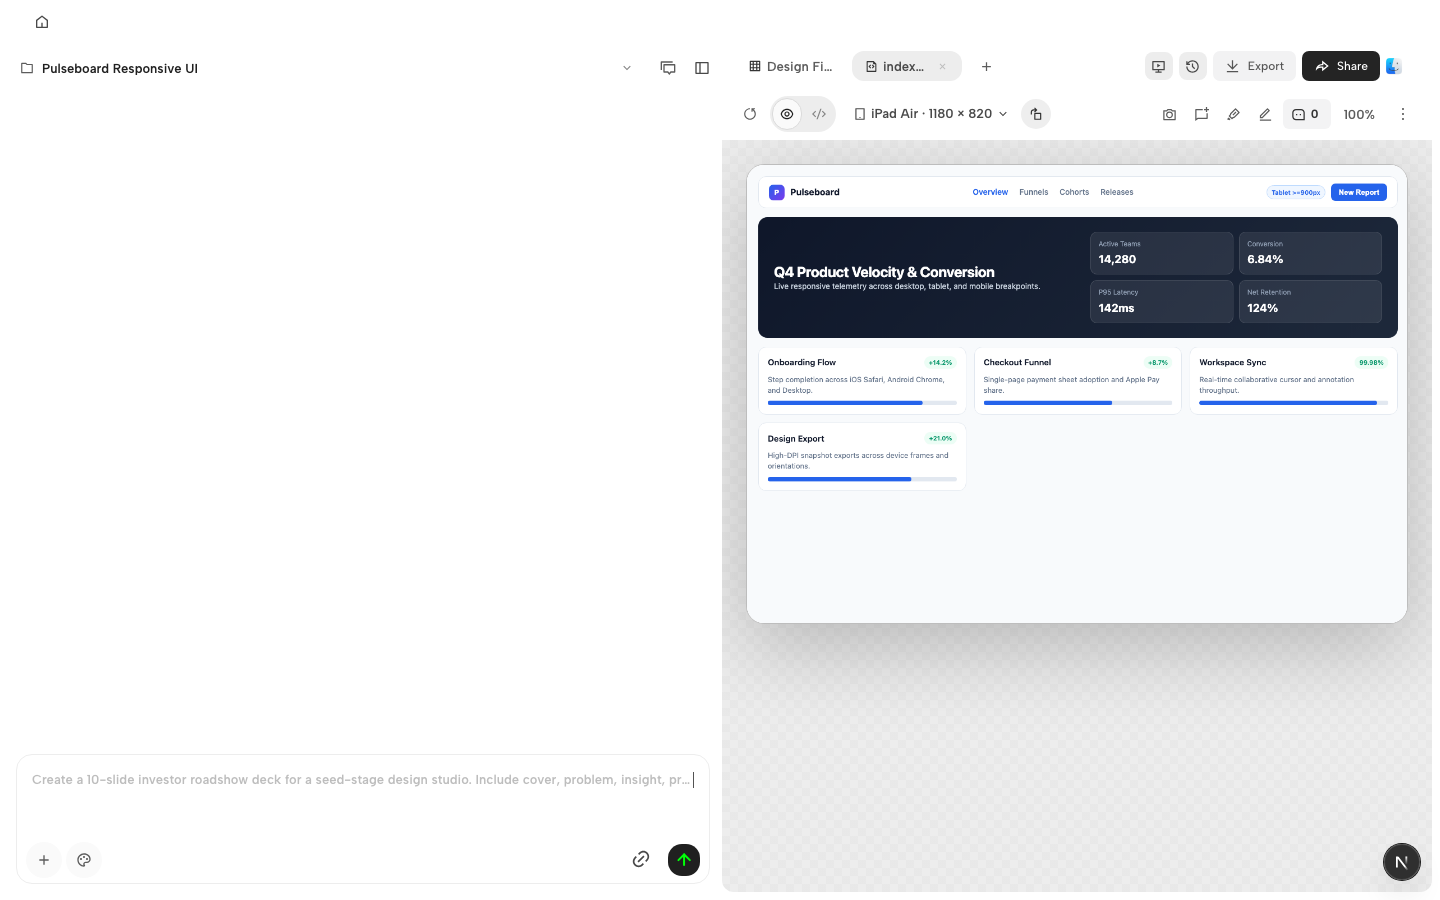 Pulseboard Responsive UI
Design Fi...
index...
Export
Share
iPad Air · 1180 × 820
0
100%
P
Pulseboard
Overview
Funnels
Cohorts
Releases
Tablet >=900px
New Report
Q4 Product Velocity & Conversion
Live responsive telemetry across desktop, tablet, and mobile breakpoints.
Active Teams
14,280
Conversion
6.84%
P95 Latency
142ms
Net Retention
124%
Onboarding Flow
+14.2%
Step completion across iOS Safari, Android Chrome,
and Desktop.
Checkout Funnel
+8.7%
Single-page payment sheet adoption and Apple Pay
share.
Workspace Sync
99.98%
Real-time collaborative cursor and annotation
throughput.
Design Export
+21.0%
High-DPI snapshot exports across device frames and
orientations.
Create a 10-slide investor roadshow deck for a seed-stage design studio. Include cover, problem, insight, pr...
N